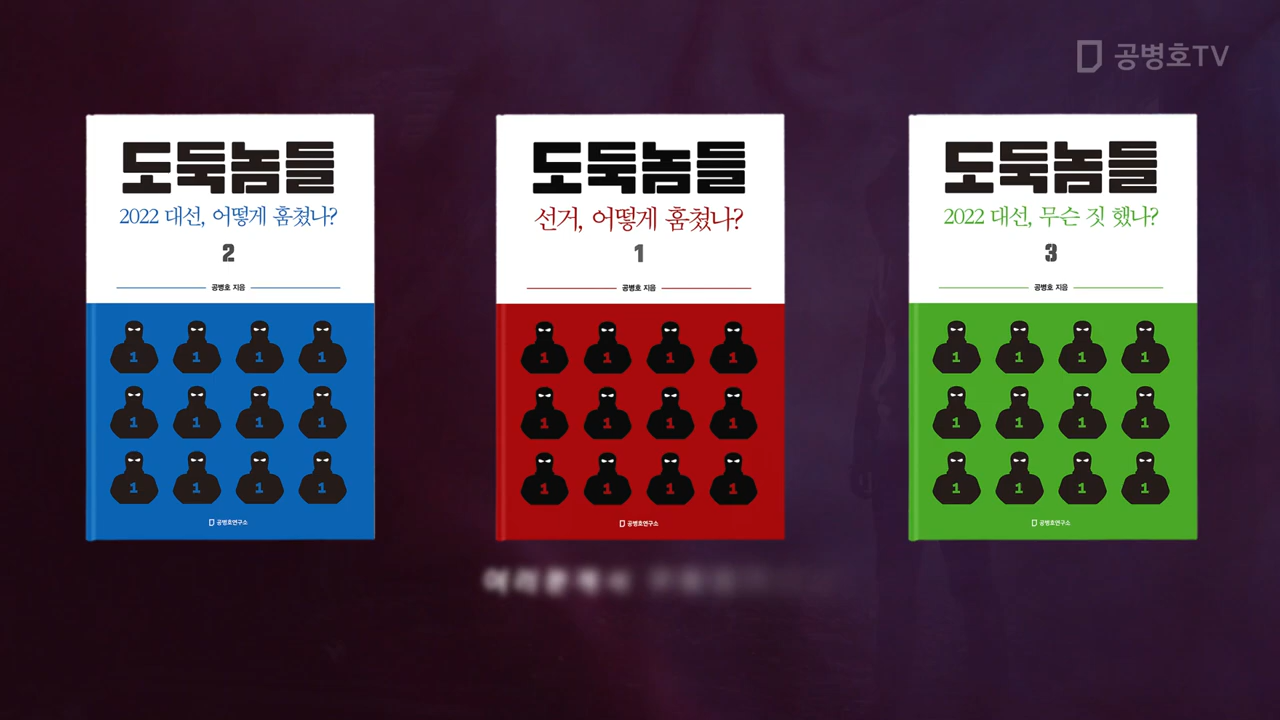 공병호TV
도둑놈들
2022 대선, 어떻게 훔쳤나?
2
공병호 지음
1 1 1 1
1 1 1 1
1 1 1 1
공병호연구소
도둑놈들
선거, 어떻게 훔쳤나?
1
공병호 지음
1 1 1 1
1 1 1 1
1 1 1 1
공병호연구소
도둑놈들
2022 대선, 무슨 짓 했나?
3
공병호 지음
1 1 1 1
1 1 1 1
1 1 1 1
공병호연구소
여러분께서